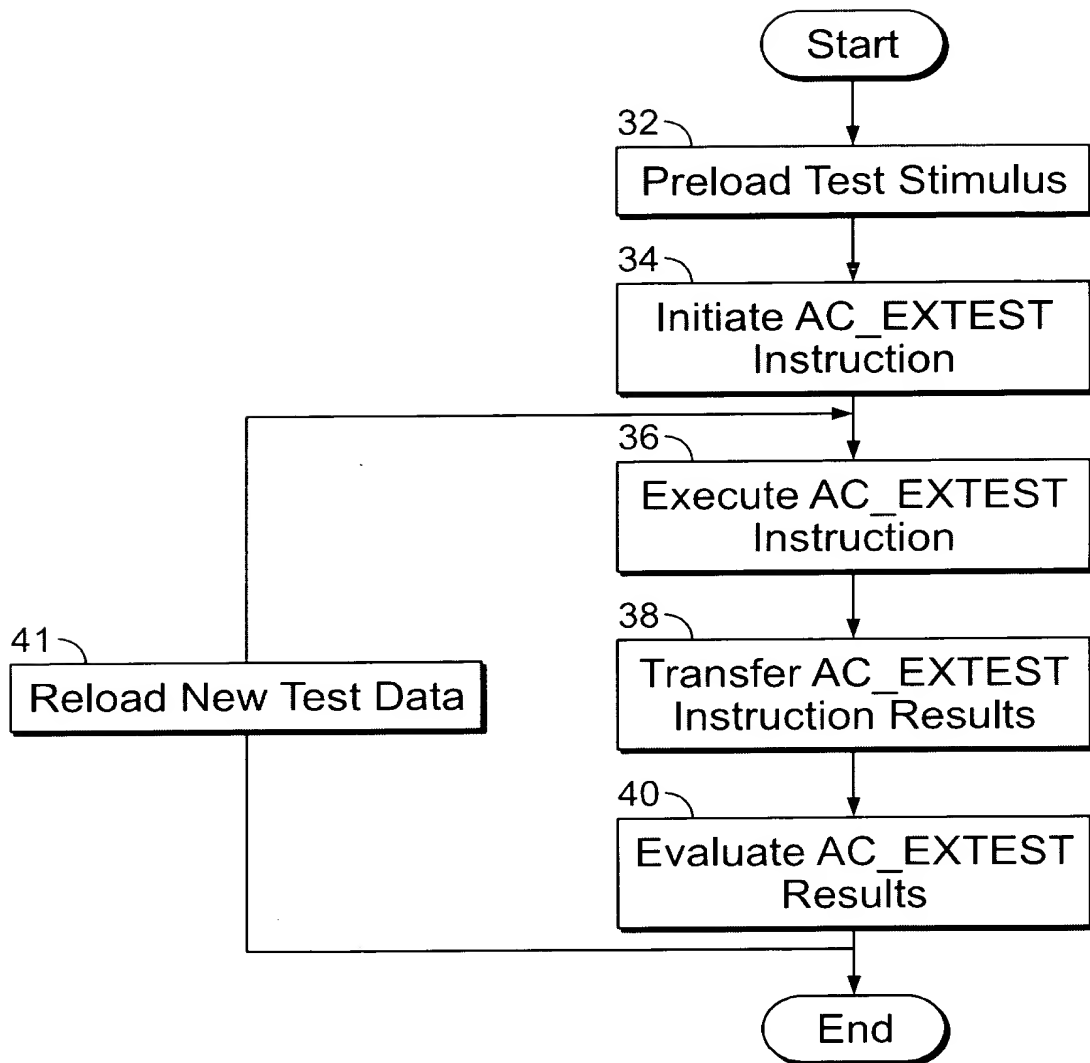 Start
32
Preload Test Stimulus
34
Initiate AC_EXTEST
Instruction
36
Execute AC_EXTEST
Instruction
38
Transfer AC_EXTEST
Instruction Results
40
Evaluate AC_EXTEST
Results
41
Reload New Test Data
End